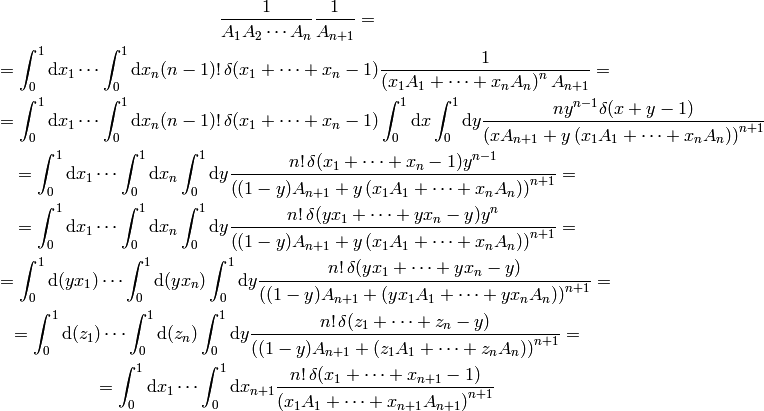 \frac{1}{A_1 A_2 \cdots A_n} \frac{1}{A_{n+1}} =
= \int_0^1 \mathrm{d}x_1 \cdots \int_0^1 \mathrm{d}x_n (n-1)! \, \delta(x_1 + \cdots + x_n - 1) \frac{1}{(x_1 A_1 + \cdots + x_n A_n)^n A_{n+1}} =
= \int_0^1 \mathrm{d}x_1 \cdots \int_0^1 \mathrm{d}x_n (n-1)! \, \delta(x_1 + \cdots + x_n - 1) \int_0^1 \mathrm{d}x \int_0^1 \mathrm{d}y \frac{n y^{n-1} \delta(x + y - 1)}{(x A_{n+1} + y (x_1 A_1 + \cdots + x_n A_n))^{n+1}}
= \int_0^1 \mathrm{d}x_1 \cdots \int_0^1 \mathrm{d}x_n \int_0^1 \mathrm{d}y \frac{n! \, \delta(x_1 + \cdots + x_n - 1) y^{n-1}}{((1-y) A_{n+1} + y (x_1 A_1 + \cdots + x_n A_n))^{n+1}} =
= \int_0^1 \mathrm{d}x_1 \cdots \int_0^1 \mathrm{d}x_n \int_0^1 \mathrm{d}y \frac{n! \, \delta(y x_1 + \cdots + y x_n - y) y^n}{((1-y) A_{n+1} + y (x_1 A_1 + \cdots + x_n A_n))^{n+1}} =
= \int_0^1 \mathrm{d}(y x_1) \cdots \int_0^1 \mathrm{d}(y x_n) \int_0^1 \mathrm{d}y \frac{n! \, \delta(y x_1 + \cdots + y x_n - y)}{((1-y) A_{n+1} + (y x_1 A_1 + \cdots + y x_n A_n))^{n+1}} =
= \int_0^1 \mathrm{d}(z_1) \cdots \int_0^1 \mathrm{d}(z_n) \int_0^1 \mathrm{d}y \frac{n! \, \delta(z_1 + \cdots + z_n - y)}{((1-y) A_{n+1} + (z_1 A_1 + \cdots + z_n A_n))^{n+1}} =
= \int_0^1 \mathrm{d}x_1 \cdots \int_0^1 \mathrm{d}x_{n+1} \frac{n! \, \delta(x_1 + \cdots + x_{n+1} - 1)}{(x_1 A_1 + \cdots + x_{n+1} A_{n+1})^{n+1}}